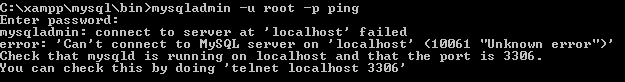 C:\xampp\mysql\bin>mysqladmin -u root -p ping
Enter password:
mysqladmin: connect to server at 'localhost' failed
error: 'Can't connect to MySQL server on 'localhost' (10061 "Unknown error")'
Check that mysqld is running on localhost and that the port is 3306.
You can check this by doing 'telnet localhost 3306'